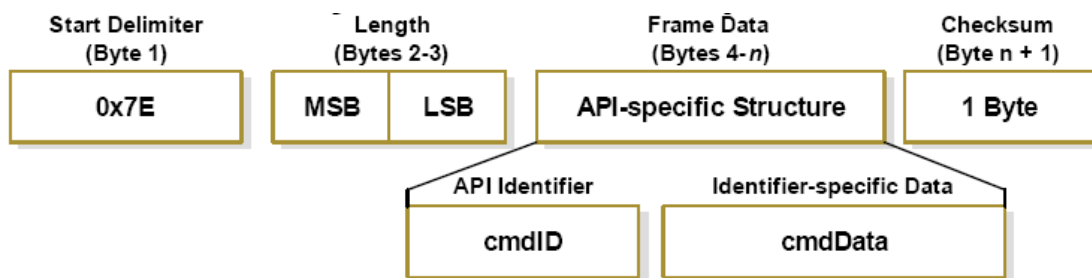 Start Delimiter
(Byte 1)
Length
(Bytes 2-3)
Frame Data
(Bytes 4-n)
Checksum
(Byte n + 1)
0x7E
MSB
LSB
API-specific Structure
1 Byte
API Identifier
Identifier-specific Data
cmdID
cmdData